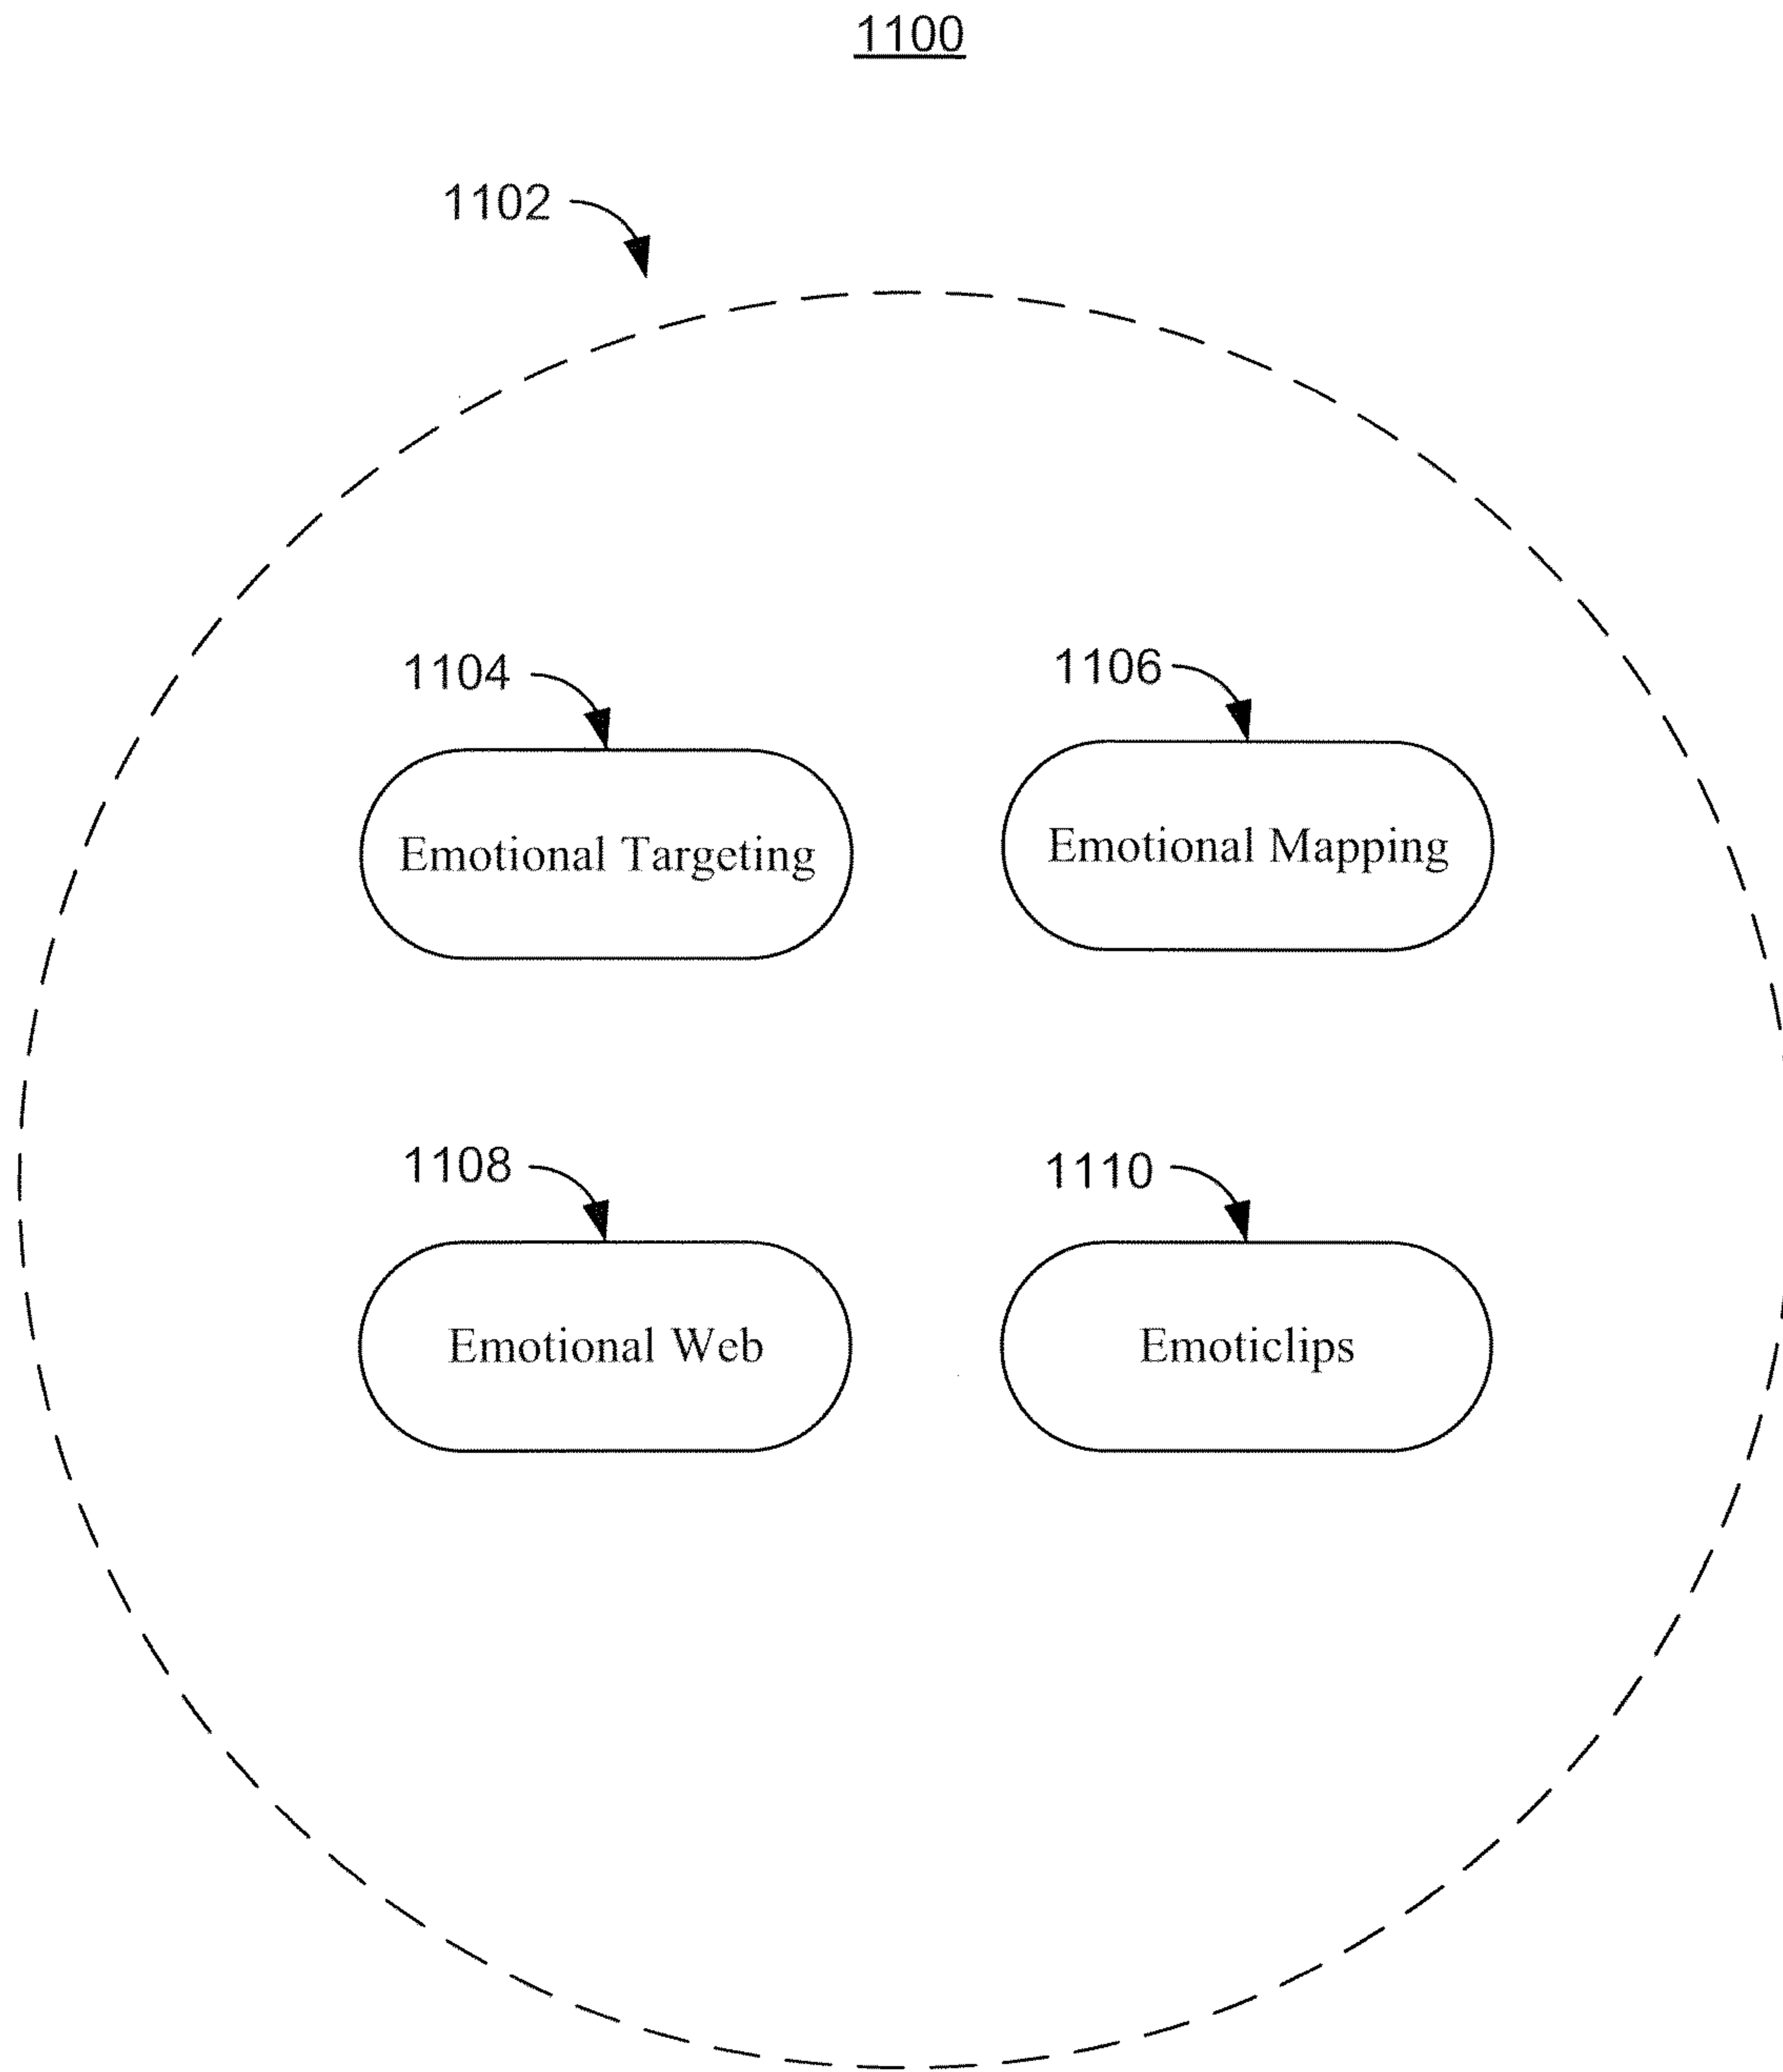 1100
1102
1104
1106
Emotional Targeting
Emotional Mapping
1108
1110
Emotional Web
Emoticlips